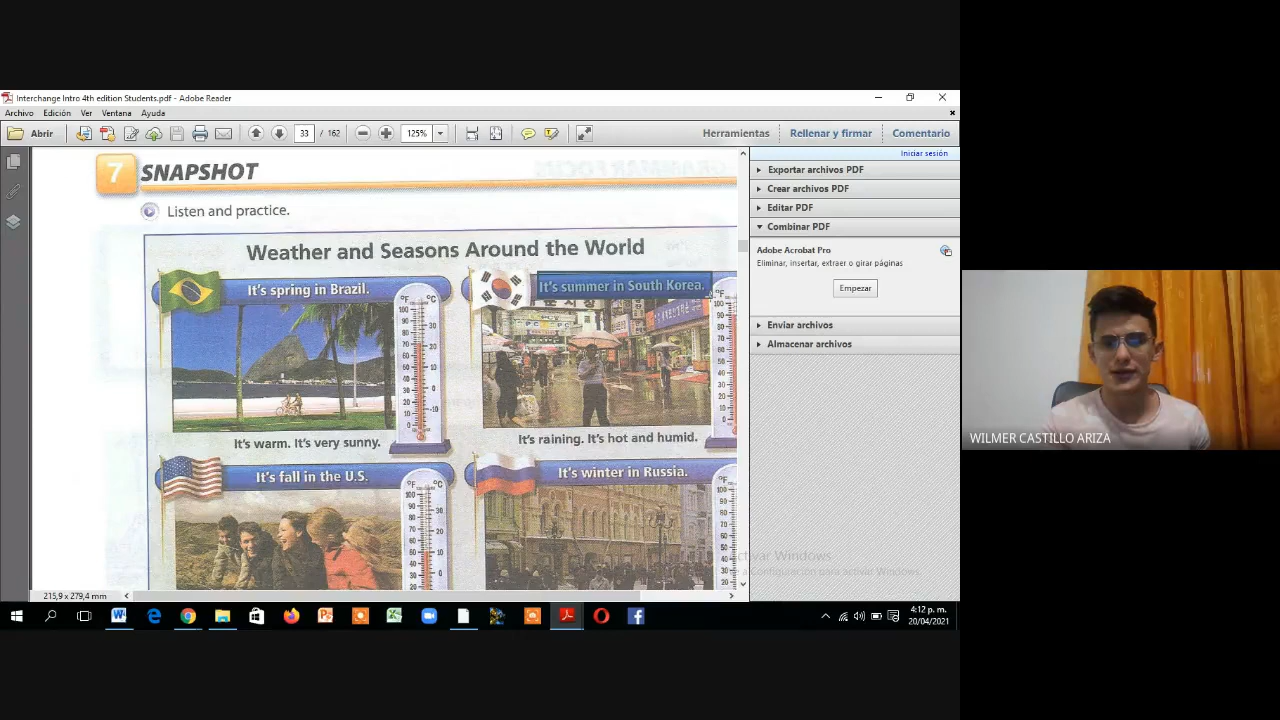 Interchange Intro 4th edition Students.pdf - Adobe Reader
Archivo Edición Ver Ventana Ayuda
Abrir 33 / 162 125% Herramientas Rellenar y firmar Comentario
Iniciar sesión
Exportar archivos PDF
Crear archivos PDF
Editar PDF
Combinar PDF
Adobe Acrobat Pro
Eliminar, insertar, extraer o girar páginas
Empezar
Enviar archivos
Almacenar archivos
7 SNAPSHOT
Listen and practice.
Weather and Seasons Around the World
It's spring in Brazil.
It's summer in South Korea.
It's warm. It's very sunny.
It's raining. It's hot and humid.
It's fall in the U.S.
It's winter in Russia.
WILMER CASTILLO ARIZA
215,9 x 279,4 mm
4:12 p. m.
20/04/2021